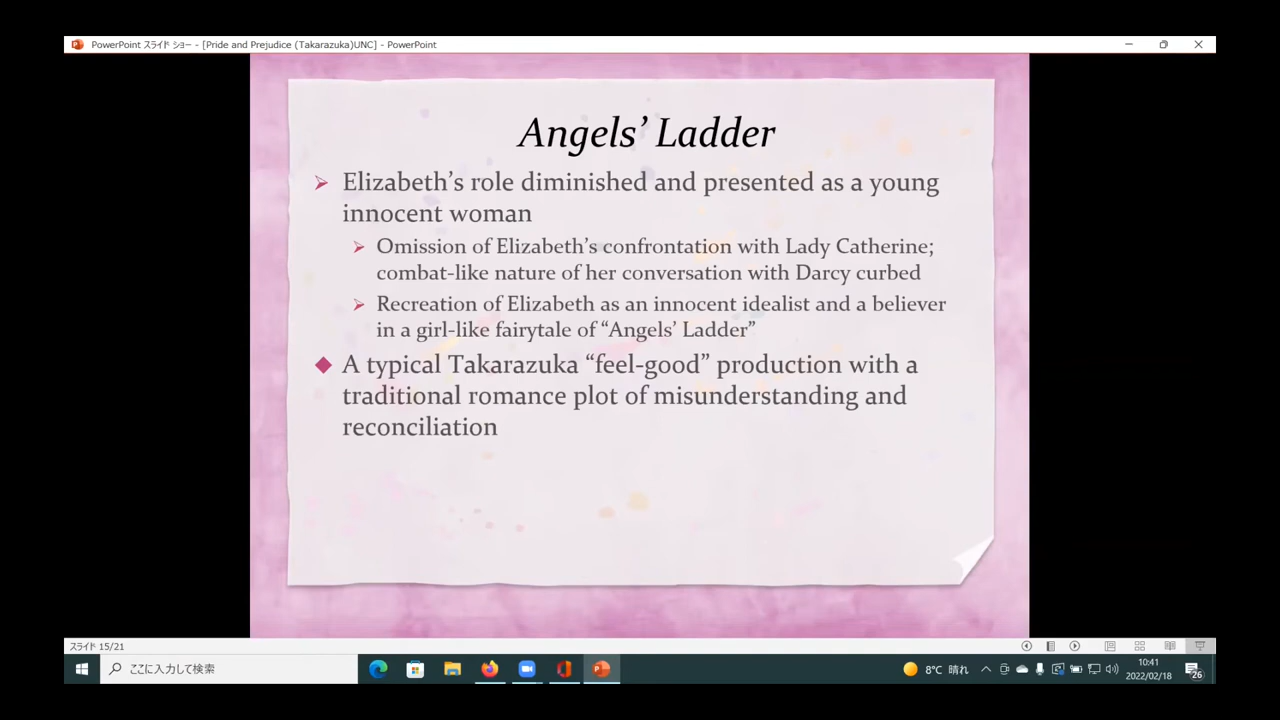 PowerPoint スライド ショー - [Pride and Prejudice (Takarazuka)UNC] - PowerPoint
Angels’ Ladder
Elizabeth’s role diminished and presented as a young
innocent woman
Omission of Elizabeth’s confrontation with Lady Catherine;
combat-like nature of her conversation with Darcy curbed
Recreation of Elizabeth as an innocent idealist and a believer
in a girl-like fairytale of “Angels’ Ladder”
A typical Takarazuka “feel-good” production with a
traditional romance plot of misunderstanding and
reconciliation
スライド 15/21
ここに入力して検索
8°C 晴れ
10:41
2022/02/18
26